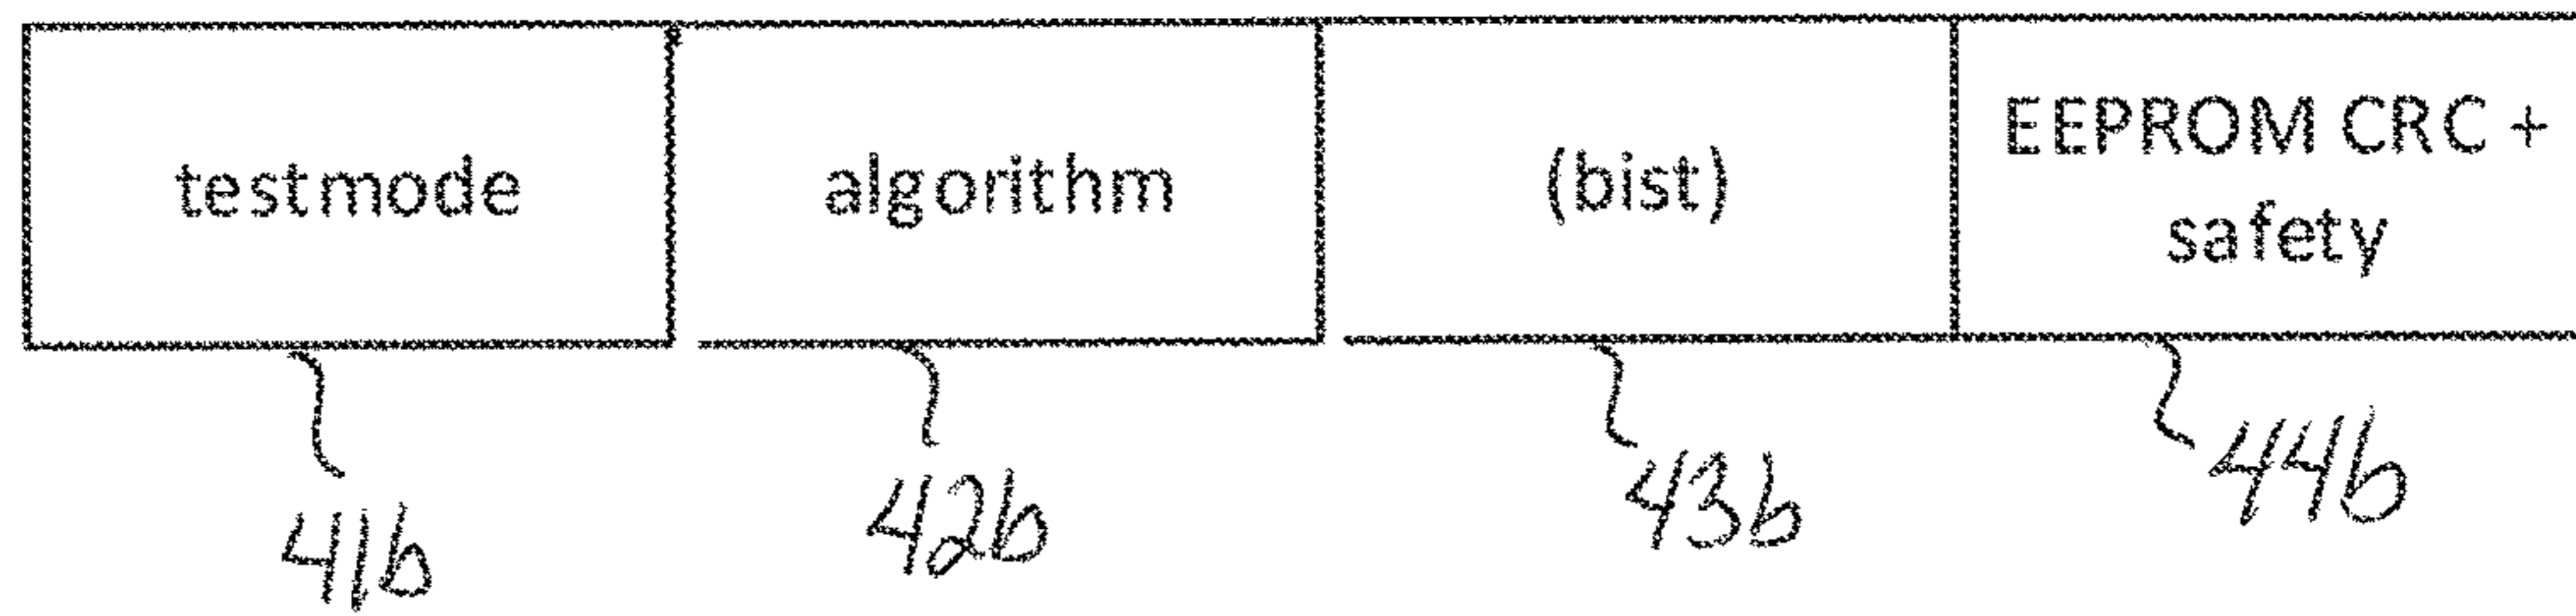 testmode
algorithm
(bist)
EEPROM CRC +
safety
41b
42b
43b
44b